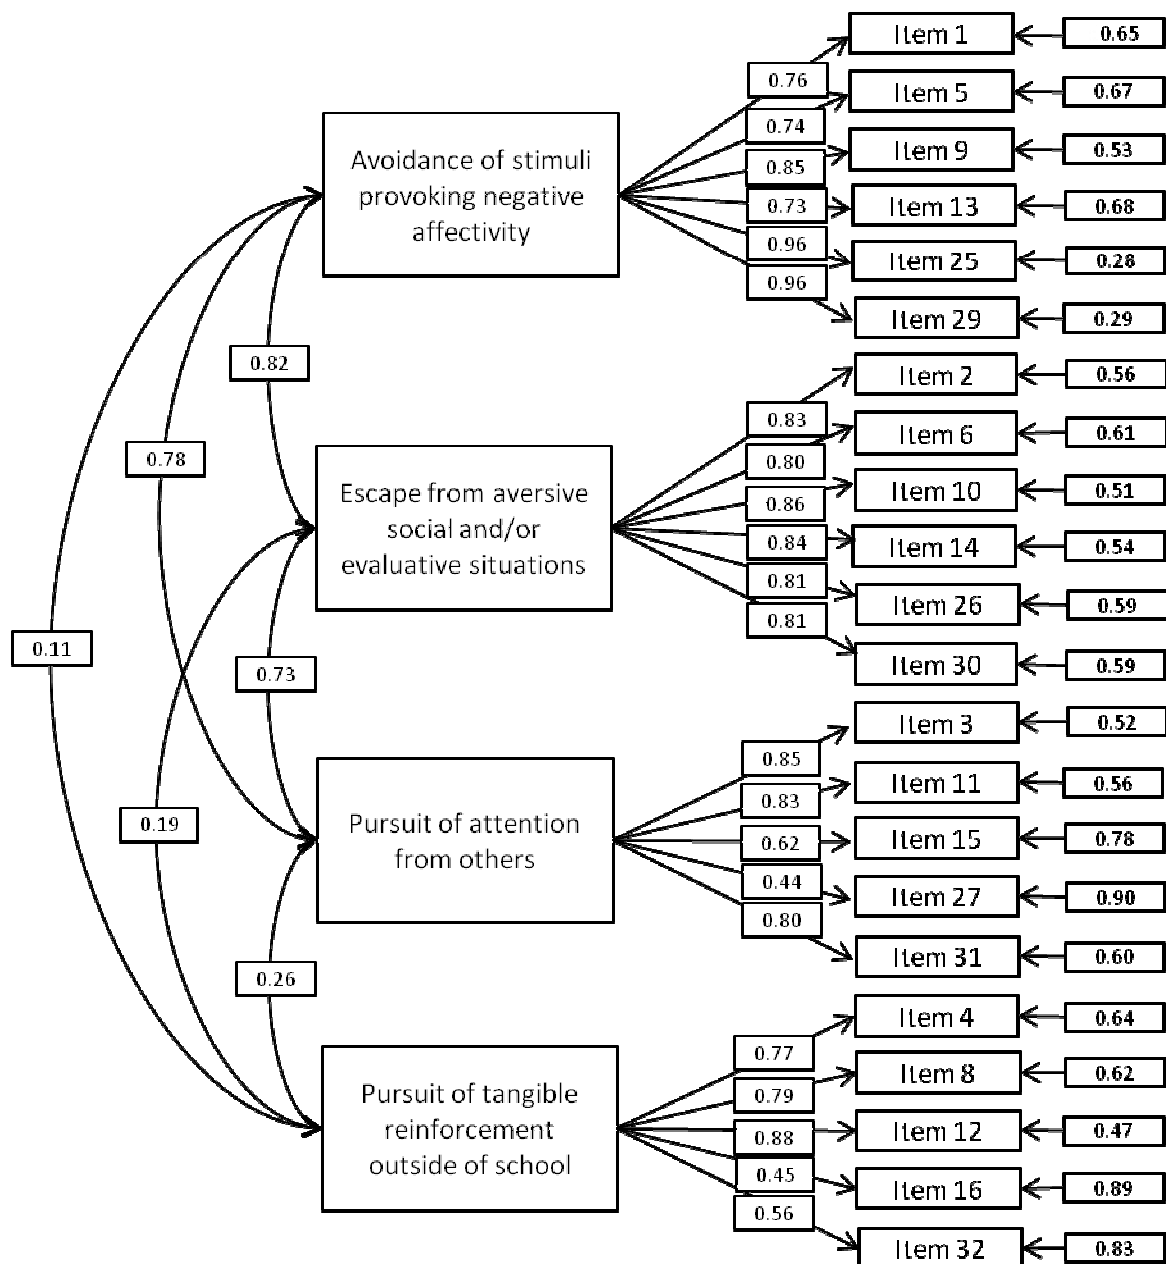 Item 1
0.65
0.76
Item 5
0.67
0.74
Avoidance of stimuli
provoking negative
affectivity
Item 9
0.53
0.85
Item 13
0.68
0.73
Item 25
0.28
0.96
Item 29
0.29
0.96
0.82
Item 2
0.56
0.83
Item 6
0.61
0.80
0.78
Escape from aversive
social and/or
evaluative situations
Item 10
0.51
0.86
Item 14
0.54
0.84
Item 26
0.59
0.81
Item 30
0.59
0.81
0.11
0.73
Item 3
0.52
0.85
Item 11
0.56
0.83
0.19
Pursuit of attention
from others
Item 15
0.78
0.62
Item 27
0.90
0.44
Item 31
0.60
0.80
0.26
Item 4
0.64
0.77
Item 8
0.62
0.79
Pursuit of tangible
reinforcement
outside of school
Item 12
0.47
0.88
Item 16
0.89
0.45
Item 32
0.83
0.56